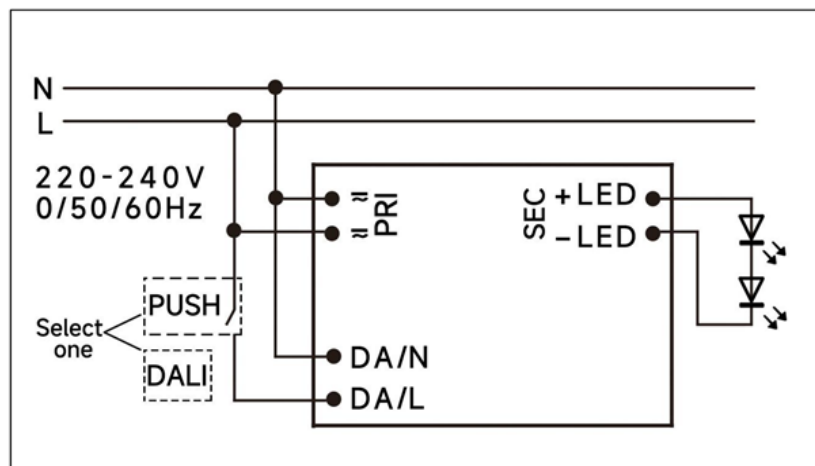 N
L
220-240V
0/50/60Hz
≂ PRI
≂
SEC
+LED
-LED
PUSH
Select
one
DALI
DA/N
DA/L